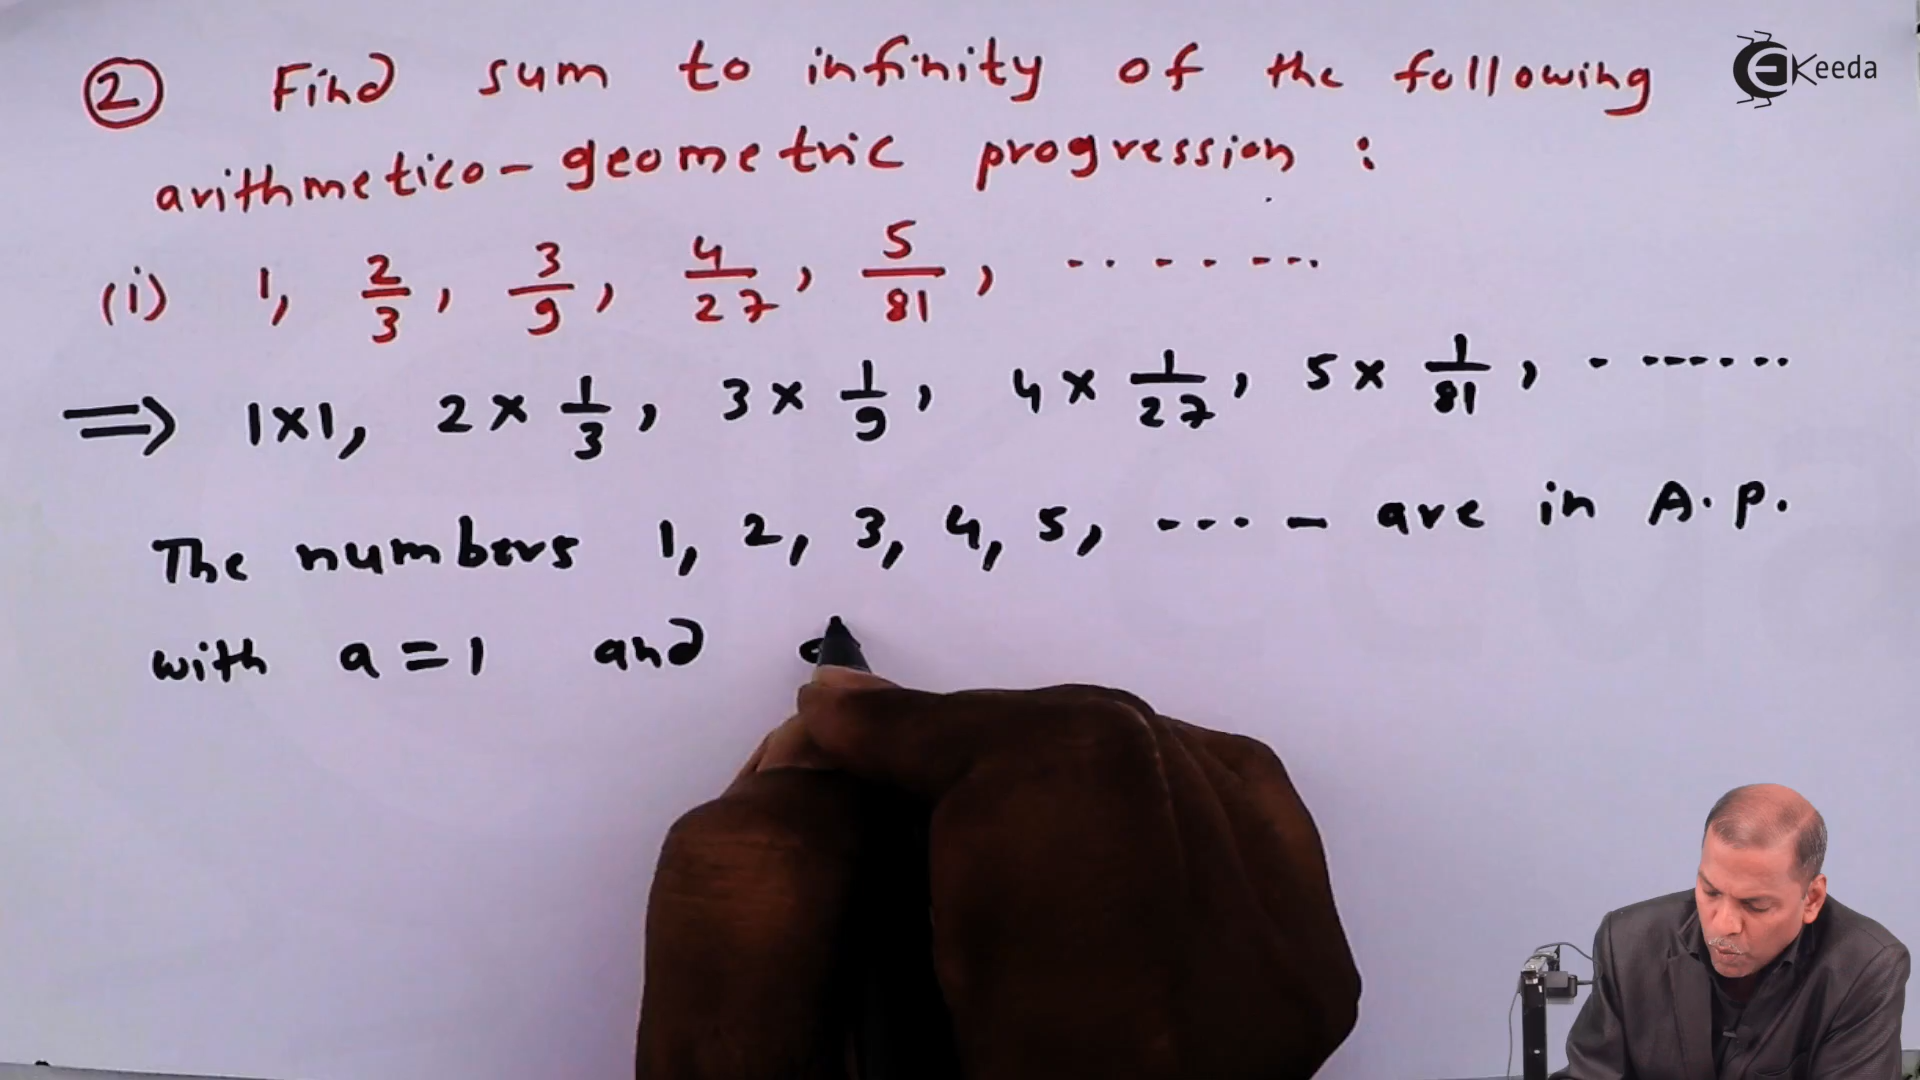 ② Find sum to infinity of the following
EKeeda
arithmetico-geometric progression :
(i) 1, 2/3, 3/9, 4/27, 5/81, ........
⇒ 1×1, 2 × 1/3, 3 × 1/9, 4 × 1/27, 5 × 1/81, ........
The numbers 1, 2, 3, 4, 5, ..... are in A.P.
with a = 1 and